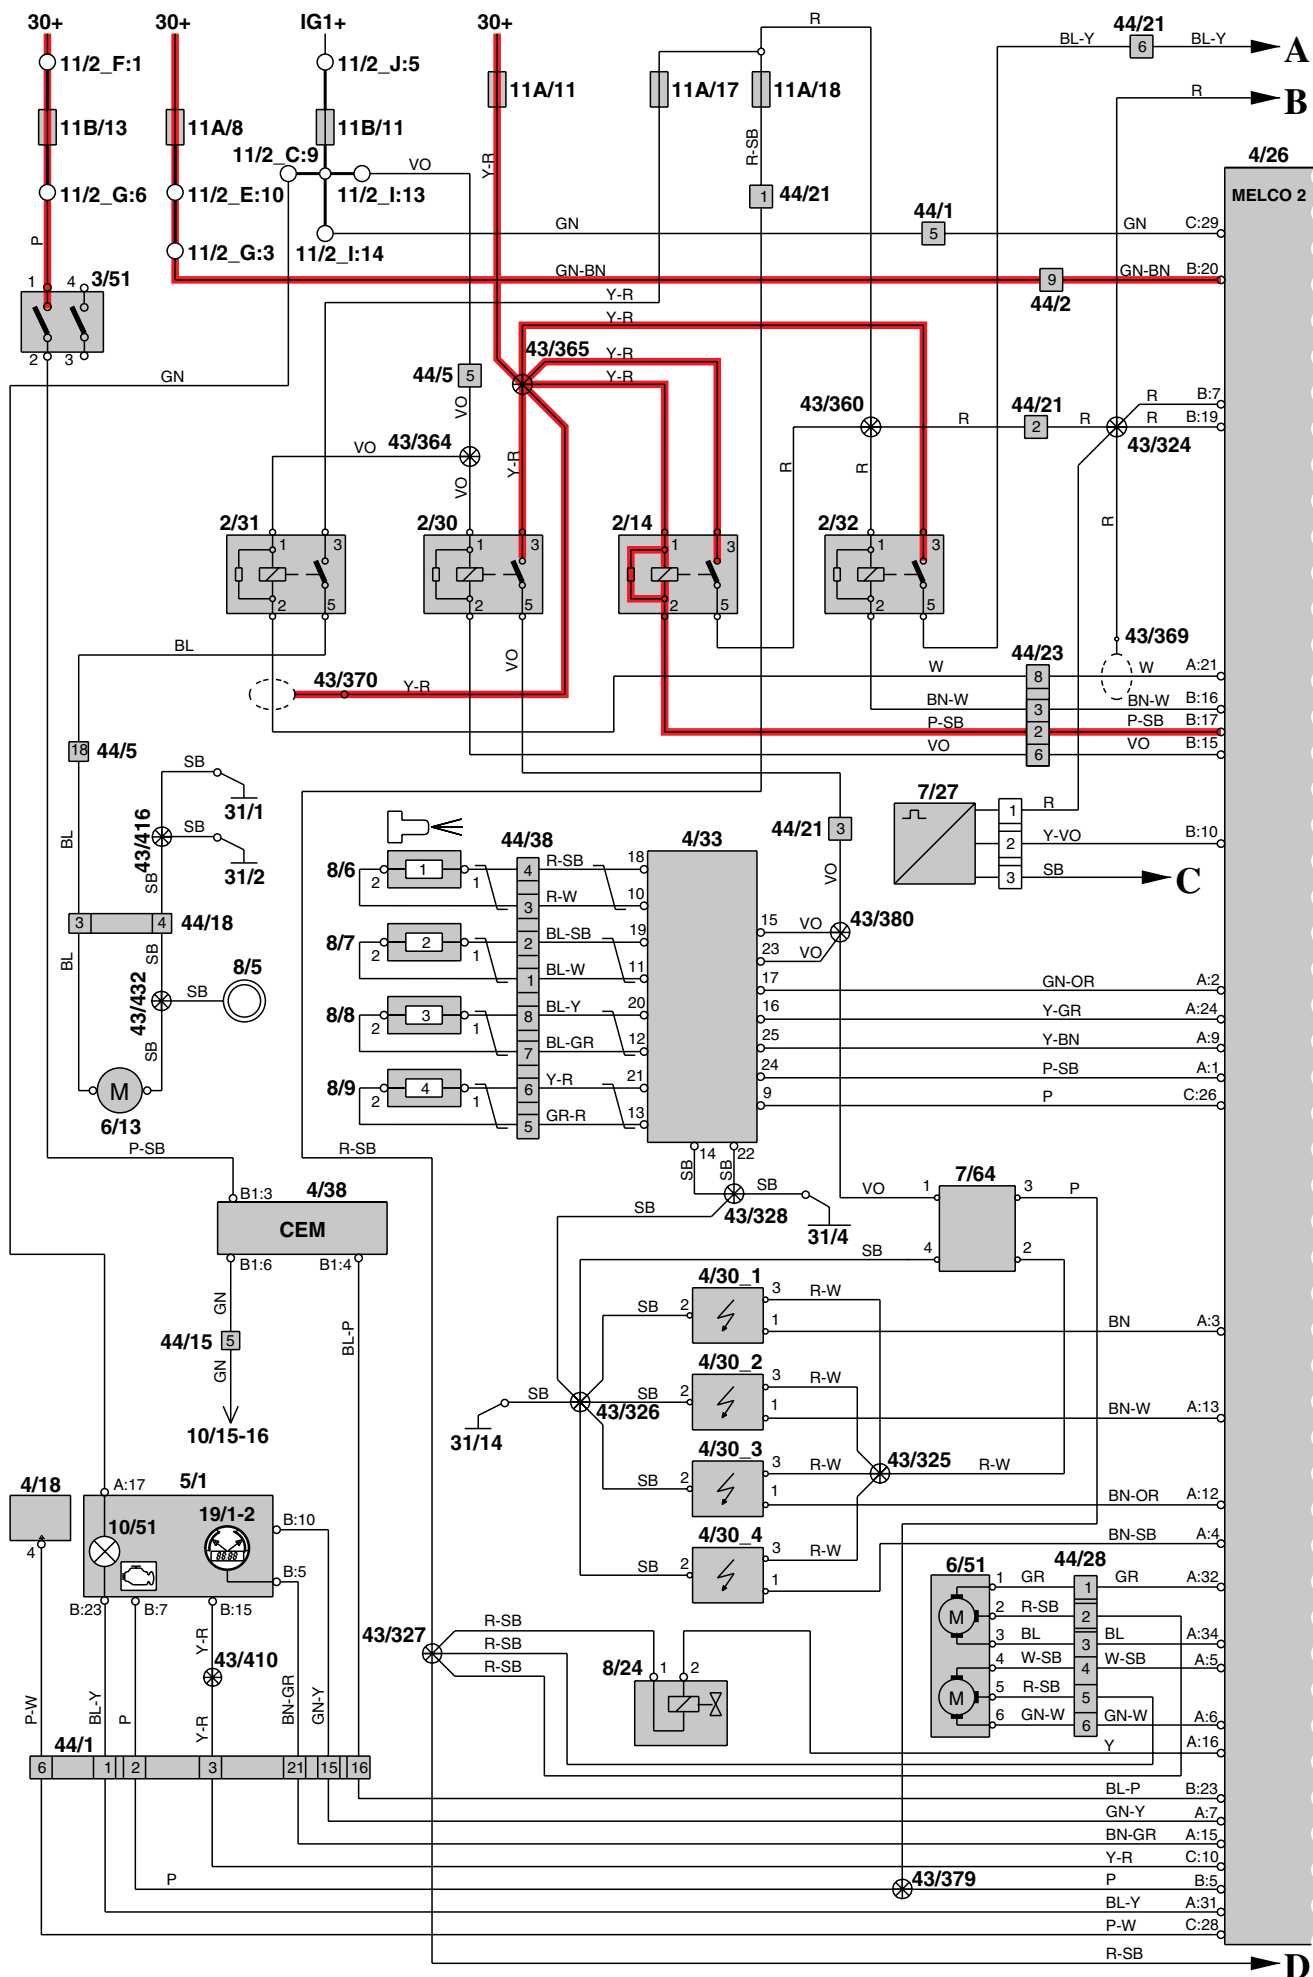 30+ 30+ IG1+ 30+ R 44/21
BL-Y 6 BL-Y A
11/2_F:1 11/2_J:5
11B/13 11A/8 11B/11 11A/11 11A/17 11A/18 R B
11/2_C:9 VO Y-R R-SB 4/26
11/2_G:6 11/2_E:10 11/2_I:13 1 44/21 MELCO 2
P 11/2_G:3 11/2_I:14 GN 44/1 5 GN C:29
1 4 3/51 GN-BN 9 GN-BN B:20
Y-R 44/2
Y-R
2 3 43/365 Y-R
GN 44/5 5 Y-R
VO 43/360 44/21 R B:7
R 2 R R B:19
43/364 43/324
VO VO Y-R R R R
2/31 2/30 2/14 2/32
1 3 1 3 1 3 1 3
2 5 2 5 2 5 2 5
BL VO 44/23 43/369
43/370 Y-R W 8 W A:21
BN-W 3 BN-W B:16
P-SB 2 P-SB B:17
VO 6 VO B:15
18 44/5 SB
31/1 7/27
43/416 SB 44/38 4/33 44/21 3 1 R
BL 31/2 8/6 1 2 1 4 R-SB 18 2 Y-VO B:10
SB 3 R-W 10 VO 3 SB C
3 4 44/18 8/7 2 2 1 2 BL-SB 19 15 VO 43/380
BL SB 8/5 1 BL-W 11 23 VO
43/432 SB 17 GN-OR A:2
8/8 3 2 1 8 BL-Y 20 16 Y-GR A:24
SB 7 BL-GR 12 25 Y-BN A:9
M 8/9 4 2 1 6 Y-R 21 24 P-SB A:1
6/13 5 GR-R 13 9 P C:26
P-SB R-SB 14 22
SB SB 7/64
B1:3 4/38 SB 1 3 P
CEM SB 43/328 31/4 VO
B1:6 B1:4 SB 4 2
GN 4/30_1
SB 2 3 R-W
44/15 5 BL-P 1 BN A:3
GN 4/30_2
SB SB 2 3 R-W
43/326 1 BN-W A:13
10/15-16 31/14 4/30_3 43/325
SB 2 3 R-W R-W
4/18 A:17 5/1 1 BN-OR A:12
10/51 19/1-2 B:10 4/30_4 BN-SB A:4
4 88:88 SB 2 3 R-W 6/51 44/28
B:5 1 1 GR 1 GR A:32
B:23 B:7 B:15 M 2 R-SB 2
R-SB 3 BL 3 BL A:34
Y-R 43/327 R-SB 4 W-SB 4 W-SB A:5
43/410 R-SB 8/24 1 2 M 5 R-SB 5
P-W BL-Y P Y-R BN-GR GN-Y 6 GN-W 6 GN-W A:6
44/1 Y A:16
6 1 2 3 21 15 16
BL-P B:23
GN-Y A:7
BN-GR A:15
Y-R C:10
P 43/379 P B:5
BL-Y A:31
P-W C:28
R-SB D